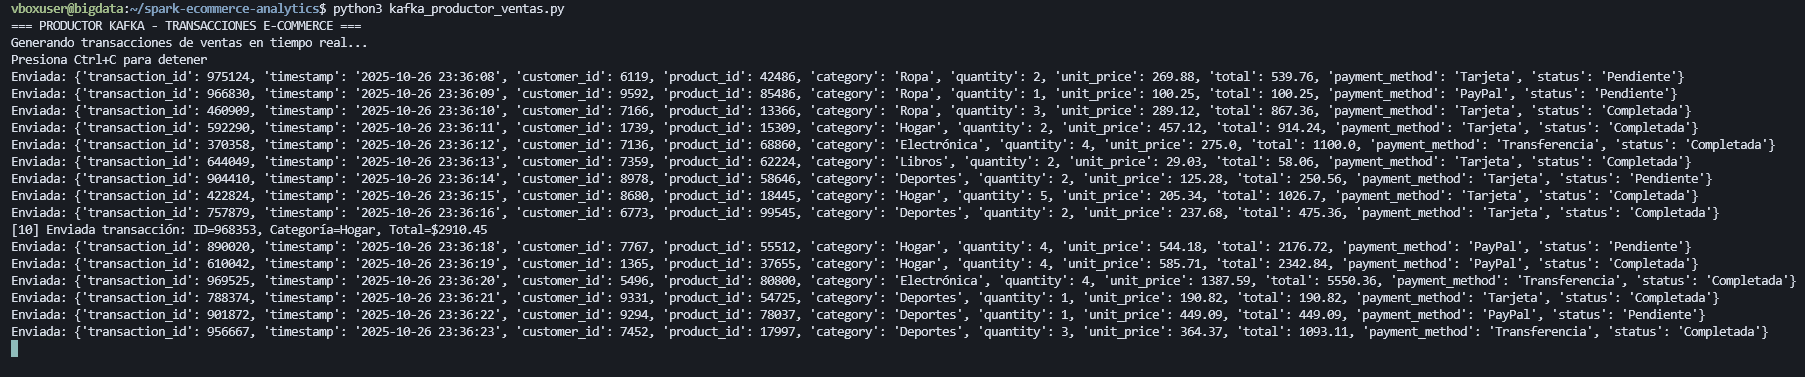 vboxuser@bigdata:~/spark-ecommerce-analytics$ python3 kafka_productor_ventas.py
=== PRODUCTOR KAFKA - TRANSACCIONES E-COMMERCE ===
Generando transacciones de ventas en tiempo real...
Presiona Ctrl+C para detener
Enviada: {'transaction_id': 975124, 'timestamp': '2025-10-26 23:36:08', 'customer_id': 6119, 'product_id': 42486, 'category': 'Ropa', 'quantity': 2, 'unit_price': 269.88, 'total': 539.76, 'payment_method': 'Tarjeta', 'status': 'Pendiente'}
Enviada: {'transaction_id': 966830, 'timestamp': '2025-10-26 23:36:09', 'customer_id': 9592, 'product_id': 85486, 'category': 'Ropa', 'quantity': 1, 'unit_price': 100.25, 'total': 100.25, 'payment_method': 'PayPal', 'status': 'Pendiente'}
Enviada: {'transaction_id': 460909, 'timestamp': '2025-10-26 23:36:10', 'customer_id': 7166, 'product_id': 13366, 'category': 'Ropa', 'quantity': 3, 'unit_price': 289.12, 'total': 867.36, 'payment_method': 'Tarjeta', 'status': 'Completada'}
Enviada: {'transaction_id': 592290, 'timestamp': '2025-10-26 23:36:11', 'customer_id': 1739, 'product_id': 15309, 'category': 'Hogar', 'quantity': 2, 'unit_price': 457.12, 'total': 914.24, 'payment_method': 'Tarjeta', 'status': 'Completada'}
Enviada: {'transaction_id': 370358, 'timestamp': '2025-10-26 23:36:12', 'customer_id': 7136, 'product_id': 68860, 'category': 'Electrónica', 'quantity': 4, 'unit_price': 275.0, 'total': 1100.0, 'payment_method': 'Transferencia', 'status': 'Completada'}
Enviada: {'transaction_id': 644049, 'timestamp': '2025-10-26 23:36:13', 'customer_id': 7359, 'product_id': 62224, 'category': 'Libros', 'quantity': 2, 'unit_price': 29.03, 'total': 58.06, 'payment_method': 'Tarjeta', 'status': 'Completada'}
Enviada: {'transaction_id': 904410, 'timestamp': '2025-10-26 23:36:14', 'customer_id': 8978, 'product_id': 58646, 'category': 'Deportes', 'quantity': 2, 'unit_price': 125.28, 'total': 250.56, 'payment_method': 'Tarjeta', 'status': 'Pendiente'}
Enviada: {'transaction_id': 422824, 'timestamp': '2025-10-26 23:36:15', 'customer_id': 8680, 'product_id': 18445, 'category': 'Hogar', 'quantity': 5, 'unit_price': 205.34, 'total': 1026.7, 'payment_method': 'Tarjeta', 'status': 'Completada'}
Enviada: {'transaction_id': 757879, 'timestamp': '2025-10-26 23:36:16', 'customer_id': 6773, 'product_id': 99545, 'category': 'Deportes', 'quantity': 2, 'unit_price': 237.68, 'total': 475.36, 'payment_method': 'Tarjeta', 'status': 'Completada'}
[10] Enviada transacción: ID=968353, Categoría=Hogar, Total=$2910.45
Enviada: {'transaction_id': 890020, 'timestamp': '2025-10-26 23:36:18', 'customer_id': 7767, 'product_id': 55512, 'category': 'Hogar', 'quantity': 4, 'unit_price': 544.18, 'total': 2176.72, 'payment_method': 'PayPal', 'status': 'Pendiente'}
Enviada: {'transaction_id': 610042, 'timestamp': '2025-10-26 23:36:19', 'customer_id': 1365, 'product_id': 37655, 'category': 'Hogar', 'quantity': 4, 'unit_price': 585.71, 'total': 2342.84, 'payment_method': 'PayPal', 'status': 'Completada'}
Enviada: {'transaction_id': 969525, 'timestamp': '2025-10-26 23:36:20', 'customer_id': 5496, 'product_id': 80800, 'category': 'Electrónica', 'quantity': 4, 'unit_price': 1387.59, 'total': 5550.36, 'payment_method': 'Transferencia', 'status': 'Completada'}
Enviada: {'transaction_id': 788374, 'timestamp': '2025-10-26 23:36:21', 'customer_id': 9331, 'product_id': 54725, 'category': 'Deportes', 'quantity': 1, 'unit_price': 190.82, 'total': 190.82, 'payment_method': 'Tarjeta', 'status': 'Completada'}
Enviada: {'transaction_id': 901872, 'timestamp': '2025-10-26 23:36:22', 'customer_id': 9294, 'product_id': 78037, 'category': 'Deportes', 'quantity': 1, 'unit_price': 449.09, 'total': 449.09, 'payment_method': 'PayPal', 'status': 'Pendiente'}
Enviada: {'transaction_id': 956667, 'timestamp': '2025-10-26 23:36:23', 'customer_id': 7452, 'product_id': 17997, 'category': 'Deportes', 'quantity': 3, 'unit_price': 364.37, 'total': 1093.11, 'payment_method': 'Transferencia', 'status': 'Completada'}